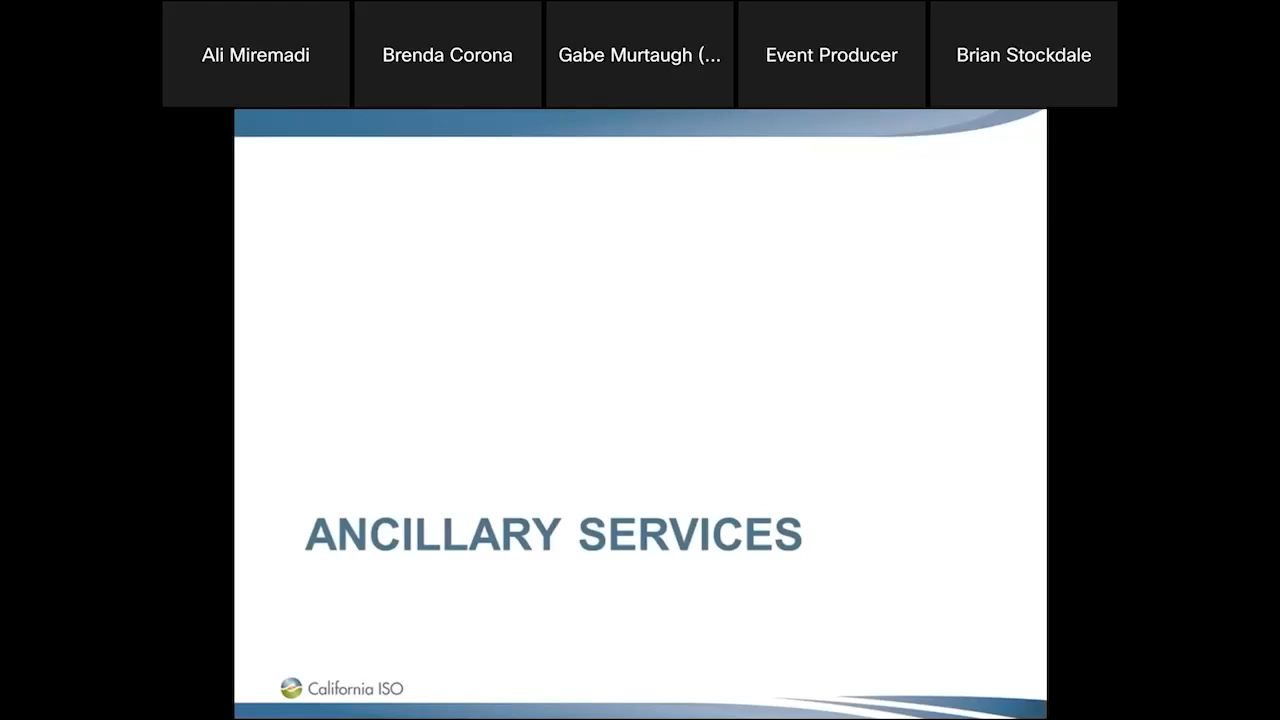 Ali Miremadi
Brenda Corona
Gabe Murtaugh (...
Event Producer
Brian Stockdale
ANCILLARY SERVICES
California ISO